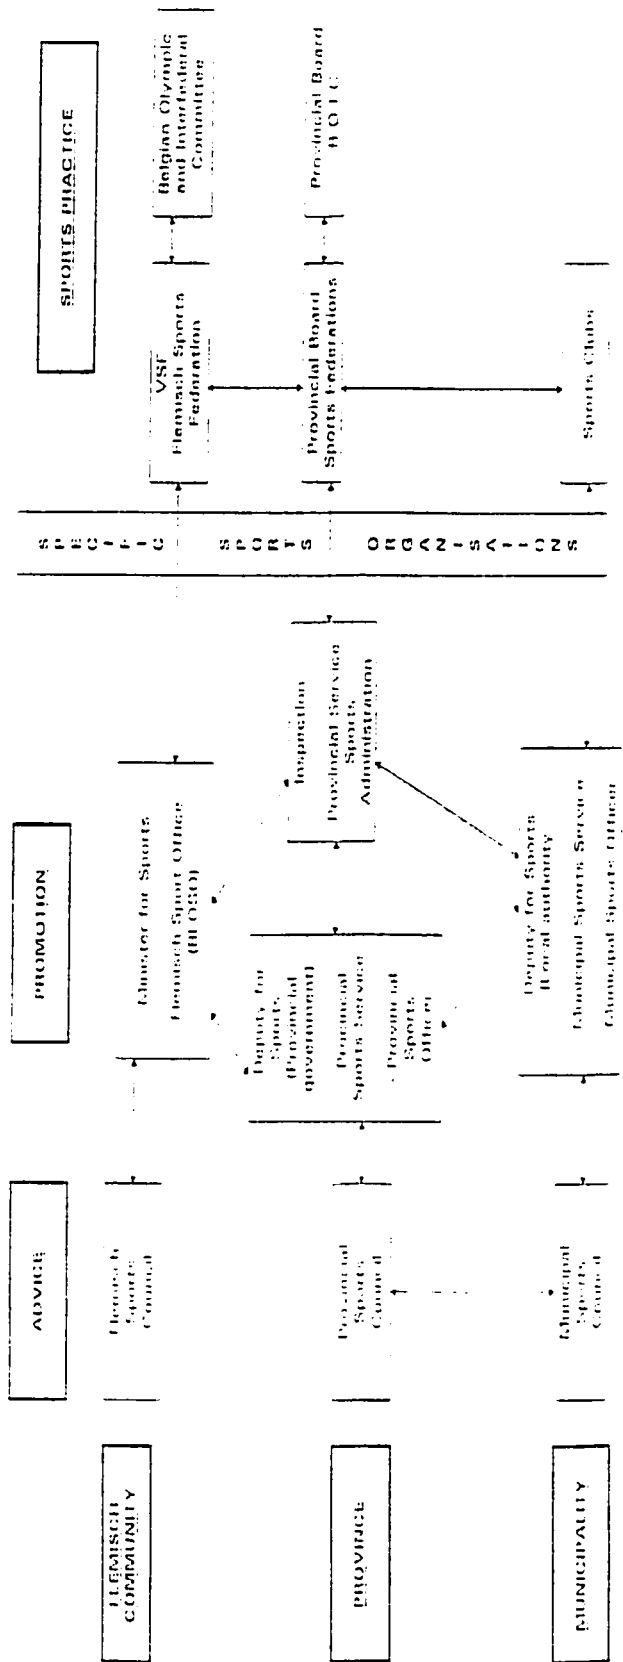 ADVICE
PROMOTION
SPORTS PRACTICE
FLEMISCH
COMMUNITY
Flemisch
Sports
Council
Minister for Sports
Flemisch Sport Office
(BLOSO)
VSF
Flemisch Sports
Federation
Belgian Olympic
and Interfederal
Committee
PROVINCE
Provincial
Sports
Council
Deputy for
Sports
(Provincial
government)
Provincial
Sports Service
- Provincial
Sports
Officer
Inspection
Provincial Service
Sports
Administration
Provincial Board
Sports Federations
Provincial Board
B O I C
MUNICIPALITY
Municipal
Sports
Council
Deputy for Sports
(Local authority
Municipal Sports Service
Municipal Sports Officer
Sports Clubs
SPECIFIC
SPORTS